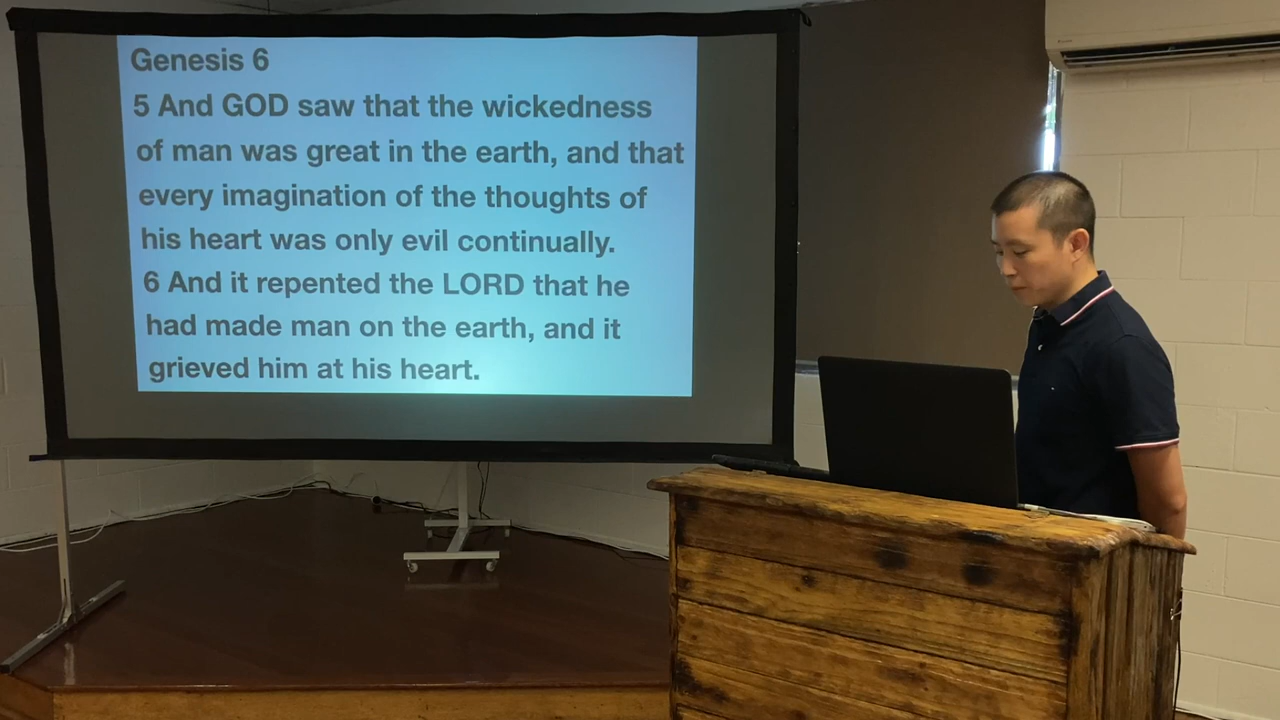 Genesis 6
5 And GOD saw that the wickedness
of man was great in the earth, and that
every imagination of the thoughts of
his heart was only evil continually.
6 And it repented the LORD that he
had made man on the earth, and it
grieved him at his heart.